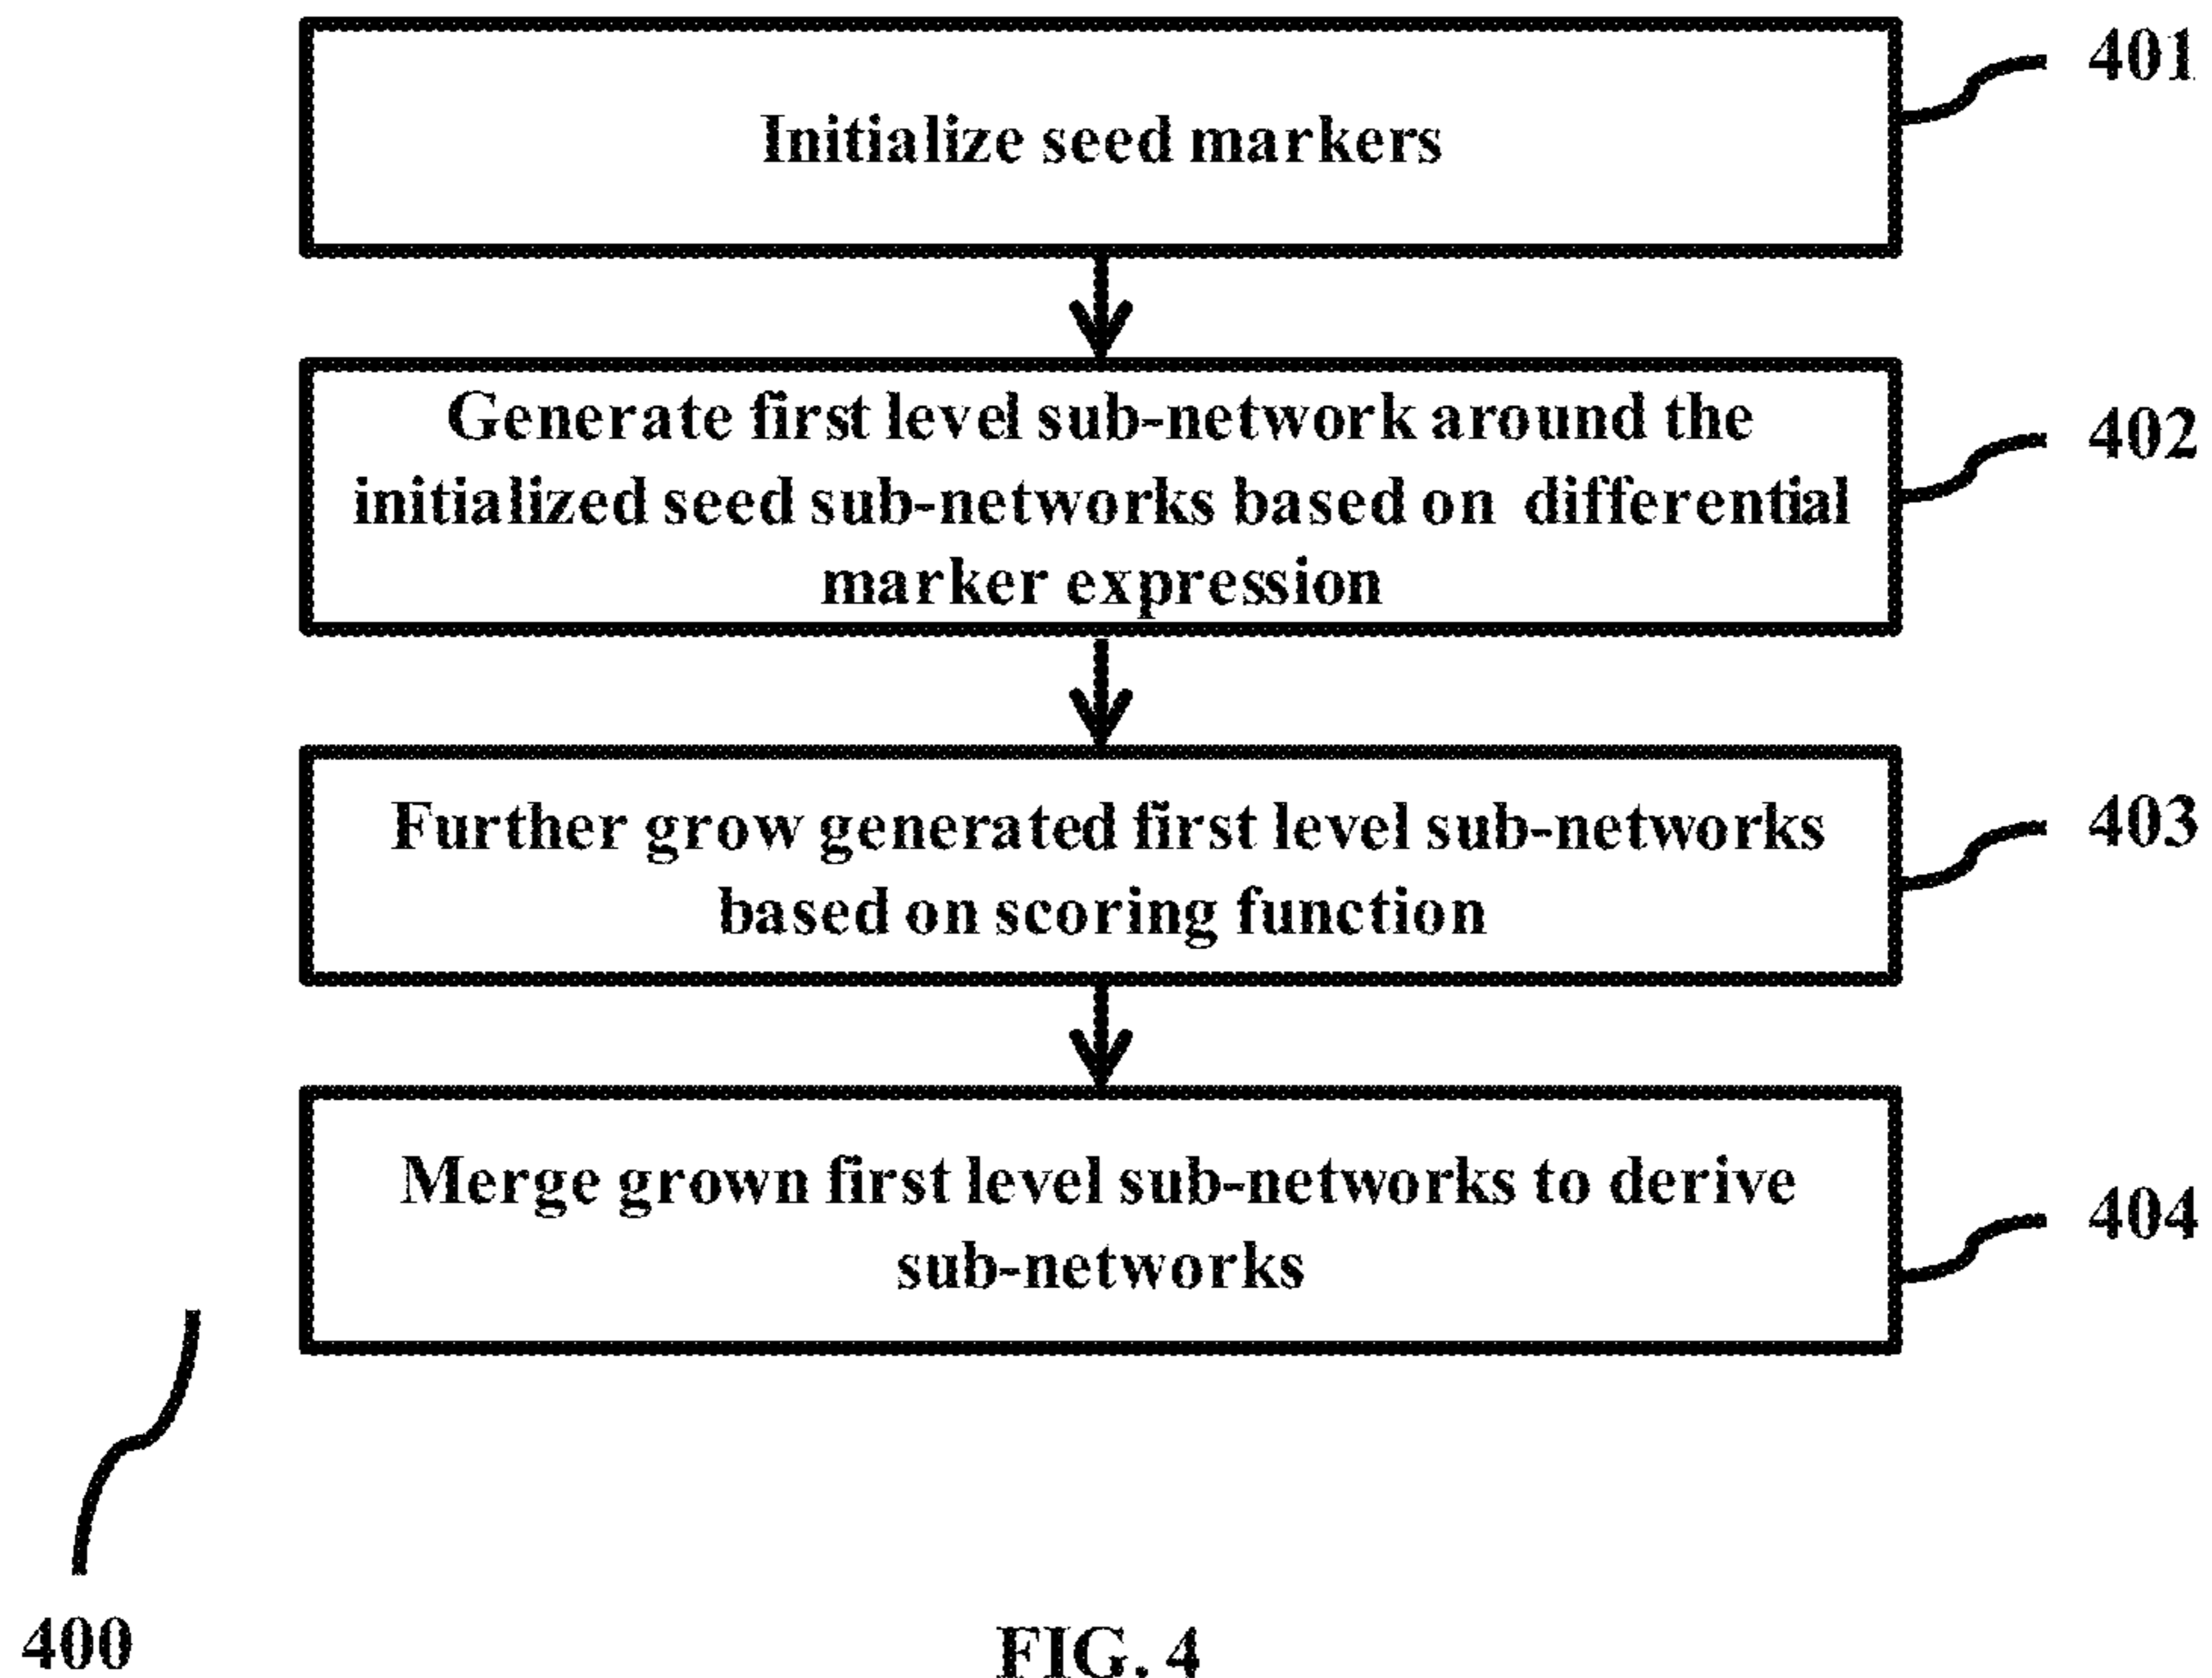 Initialize seed markers
401
Generate first level sub-network around the
initialized seed sub-networks based on differential
marker expression
402
Further grow generated first level sub-networks
based on scoring function
403
Merge grown first level sub-networks to derive
sub-networks
404
400
FIG. 4